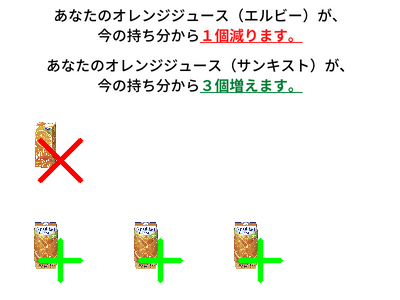 あなたのオレンジジュース（エルビー）が、
今の持ち分から１個減ります。
あなたのオレンジジュース（サンキスト）が、
今の持ち分から３個増えます。